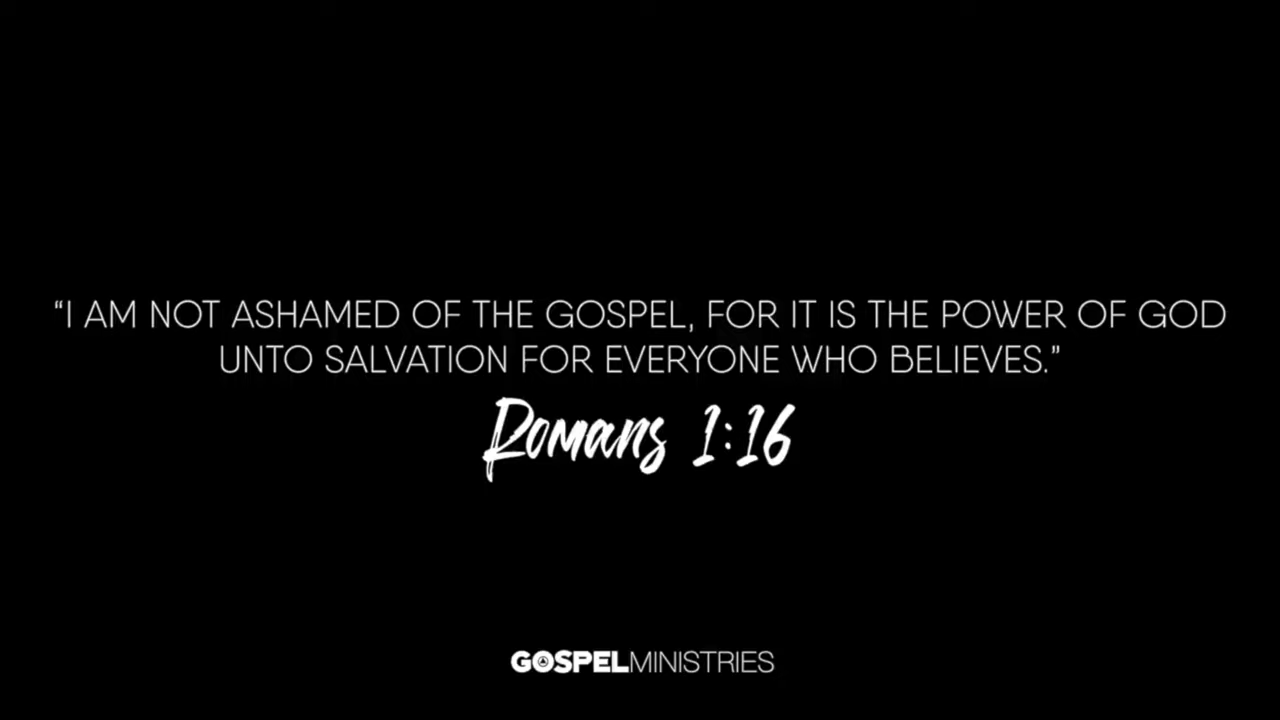 “I AM NOT ASHAMED OF THE GOSPEL, FOR IT IS THE POWER OF GOD
UNTO SALVATION FOR EVERYONE WHO BELIEVES.”
Romans 1:16
GOSPELMINISTRIES